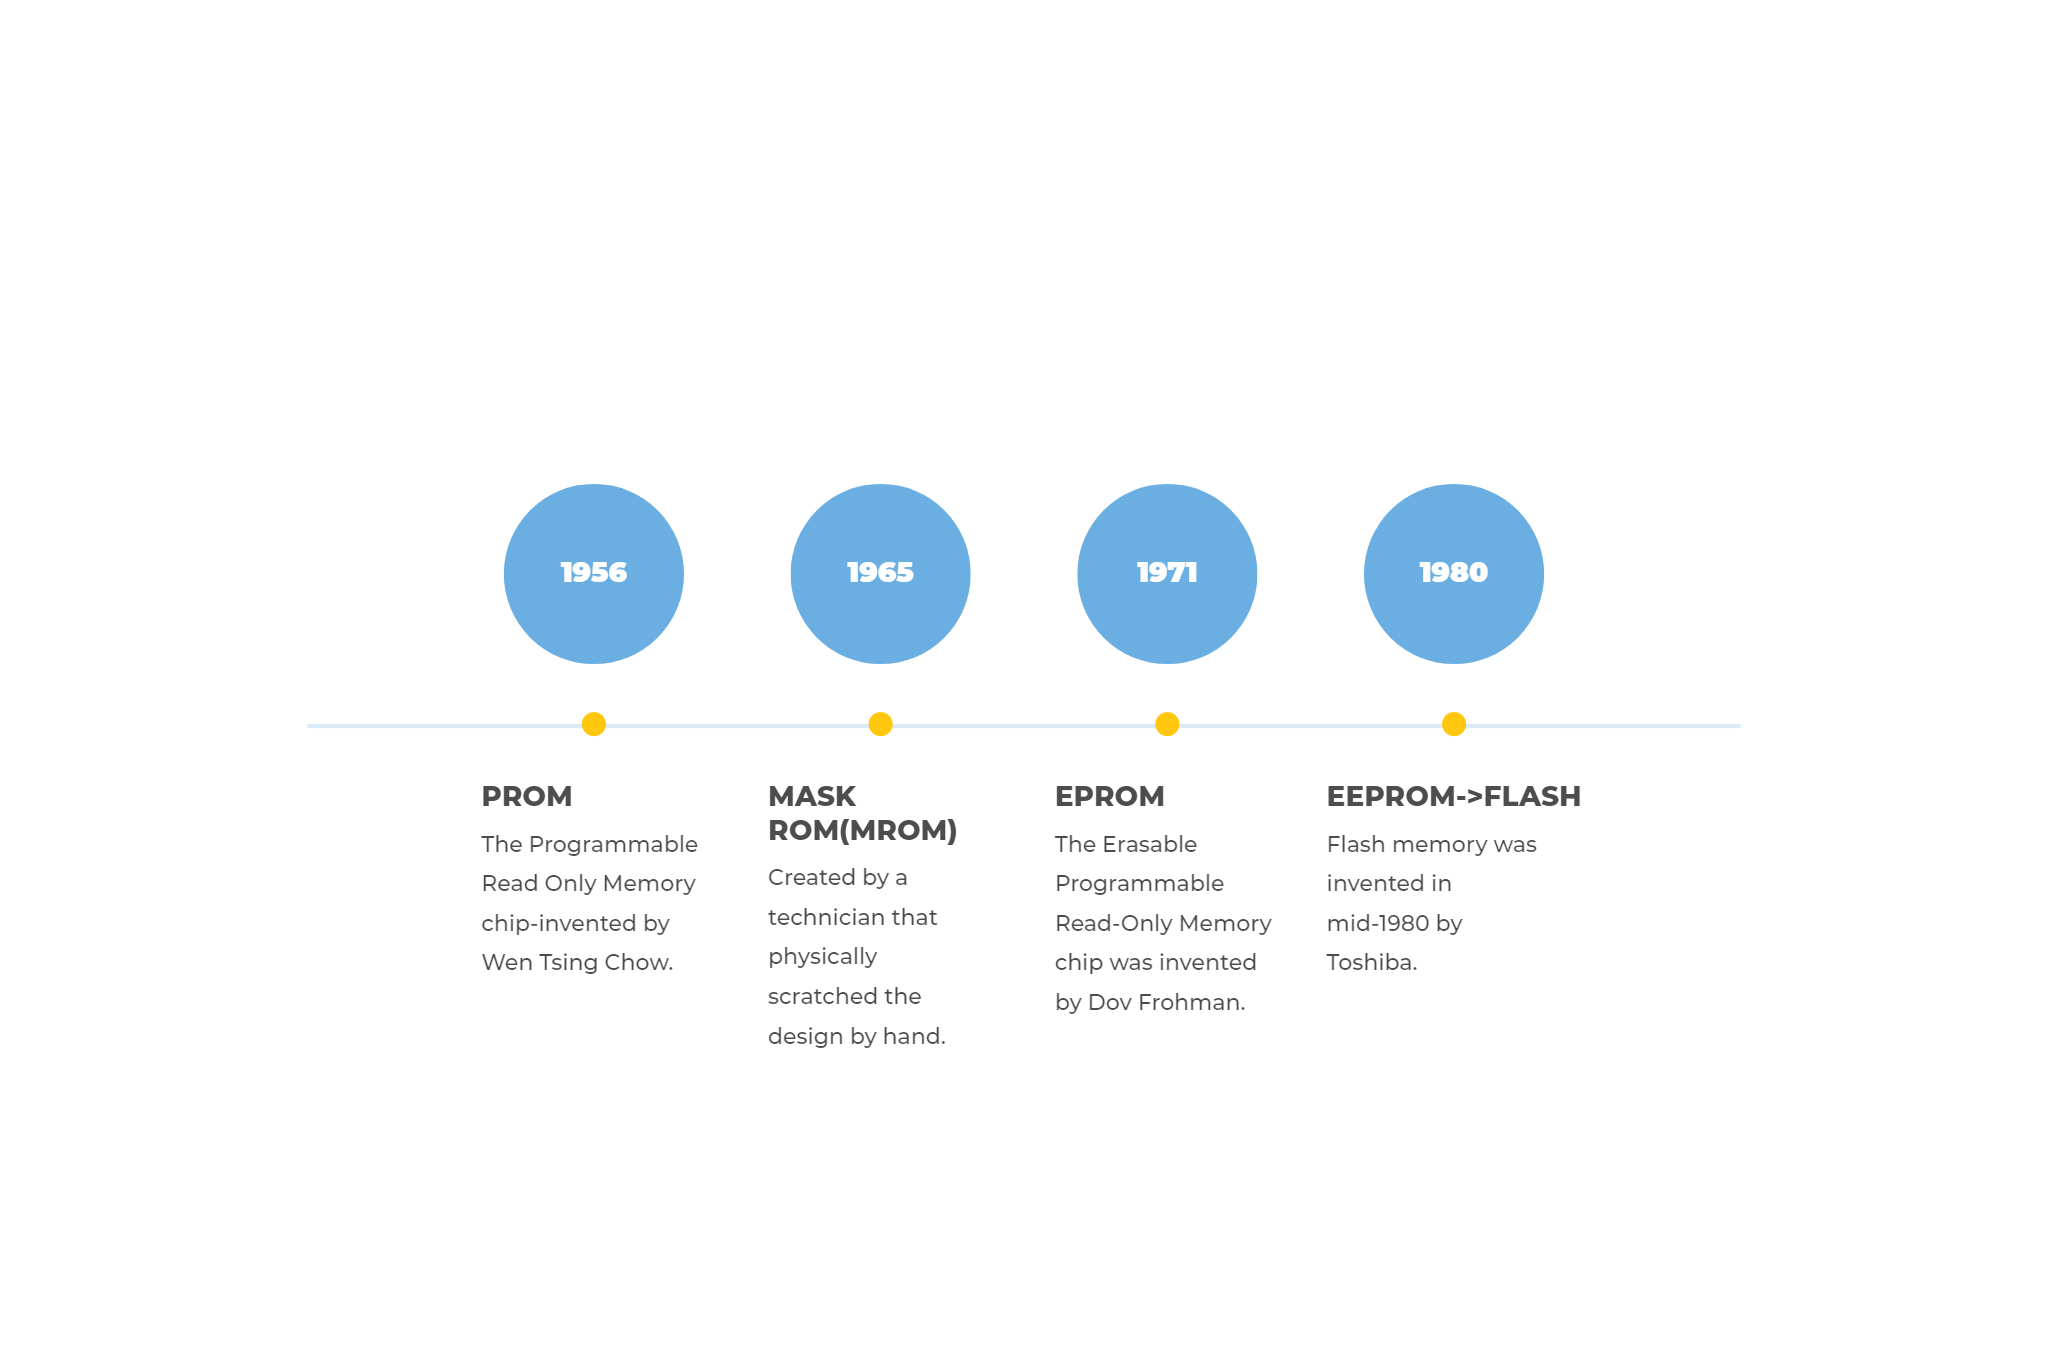 1956
1965
1971
1980
PROM
The Programmable
Read Only Memory
chip-invented by
Wen Tsing Chow.
MASK
ROM(MROM)
Created by a
technician that
physically
scratched the
design by hand.
EPROM
The Erasable
Programmable
Read-Only Memory
chip was invented
by Dov Frohman.
EEPROM->FLASH
Flash memory was
invented in
mid-1980 by
Toshiba.